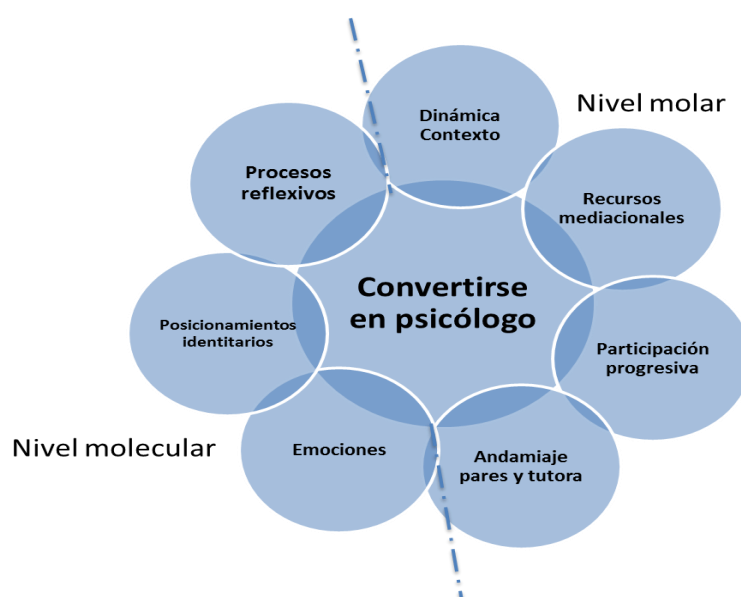 Nivel molar
Dinámica
Contexto
Procesos
reflexivos
Recursos
mediacionales
Convertirse
en psicólogo
Posicionamientos
identitarios
Participación
progresiva
Nivel molecular
Emociones
Andamiaje
pares y tutora